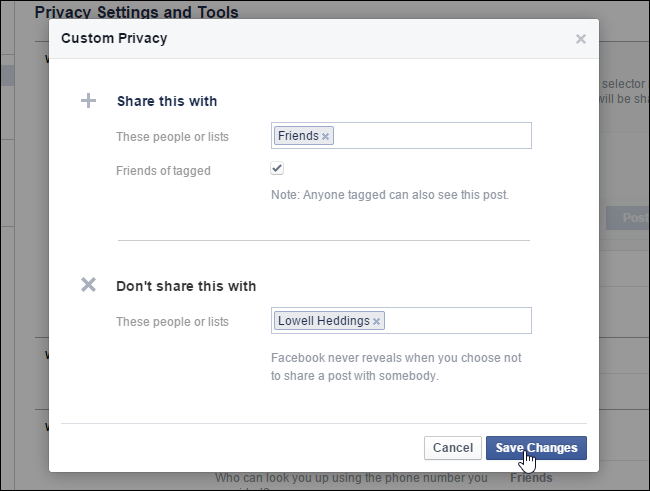 Privacy Settings and Tools
Custom Privacy
×
selector
will be sha
Share this with
These people or lists
Friends ×
Friends of tagged
Note: Anyone tagged can also see this post.
Post
Don't share this with
These people or lists
Lowell Heddings ×
Facebook never reveals when you choose not
to share a post with somebody.
Cancel
Save Changes
Who can look you up using the phone number you
Friends